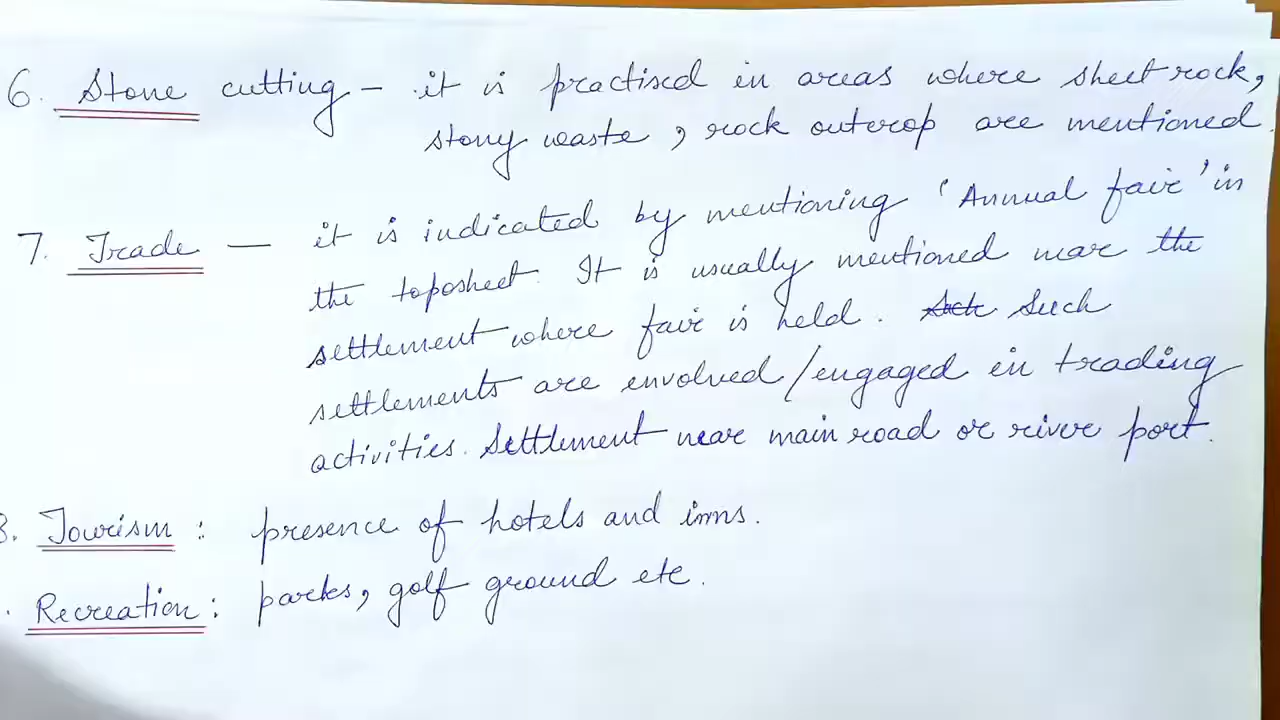 6. Stone cutting - it is practised in areas where sheet rock,
stony waste, rock outcrop are mentioned.
7. Trade — it is indicated by mentioning 'Annual fair' in
the toposheet. It is usually mentioned near the
settlement where fair is held. Such Such
settlements are envolved/engaged in trading
activities. Settlement near main road or river port.
8. Tourism : presence of hotels and inns.
. Recreation : parks, golf ground etc.